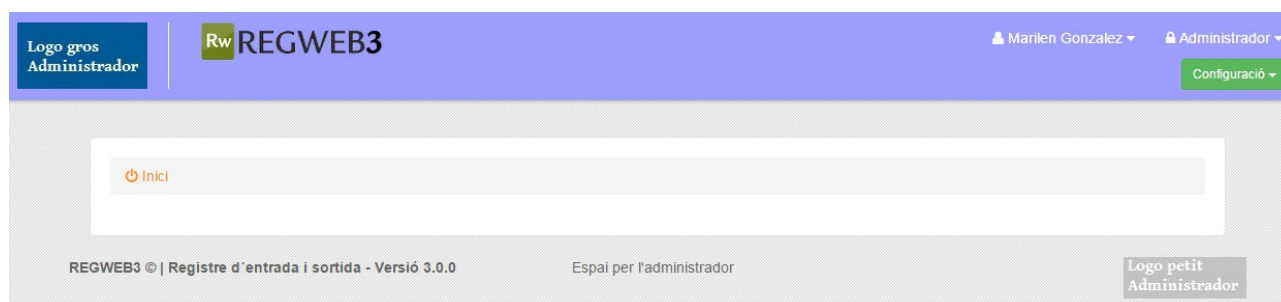 Logo gros
Administrador
Rw REGWEB3
Marilen Gonzalez
Administrador
Configuració
Inici
REGWEB3 © | Registre d´entrada i sortida - Versió 3.0.0
Espai per l'administrador
Logo petit
Administrador